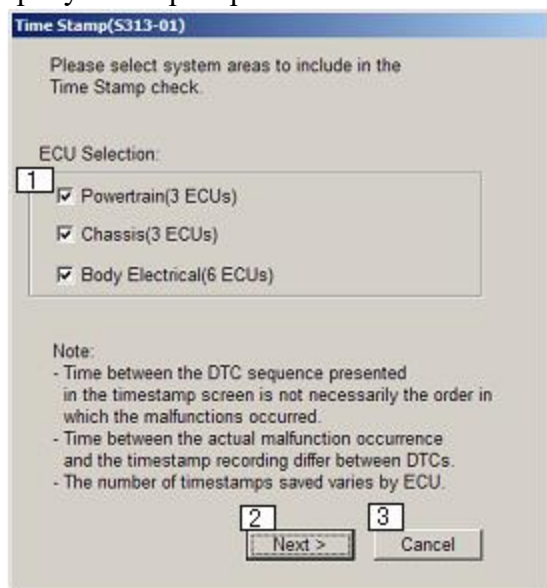 Time Stamp(S313-01)
Please select system areas to include in the
Time Stamp check.
ECU Selection:
1
Powertrain(3 ECUs)
Chassis(3 ECUs)
Body Electrical(6 ECUs)
Note:
- Time between the DTC sequence presented
in the timestamp screen is not necessarily the order in
which the malfunctions occurred.
- Time between the actual malfunction occurrence
and the timestamp recording differ between DTCs.
- The number of timestamps saved varies by ECU.
2 3
Next > Cancel